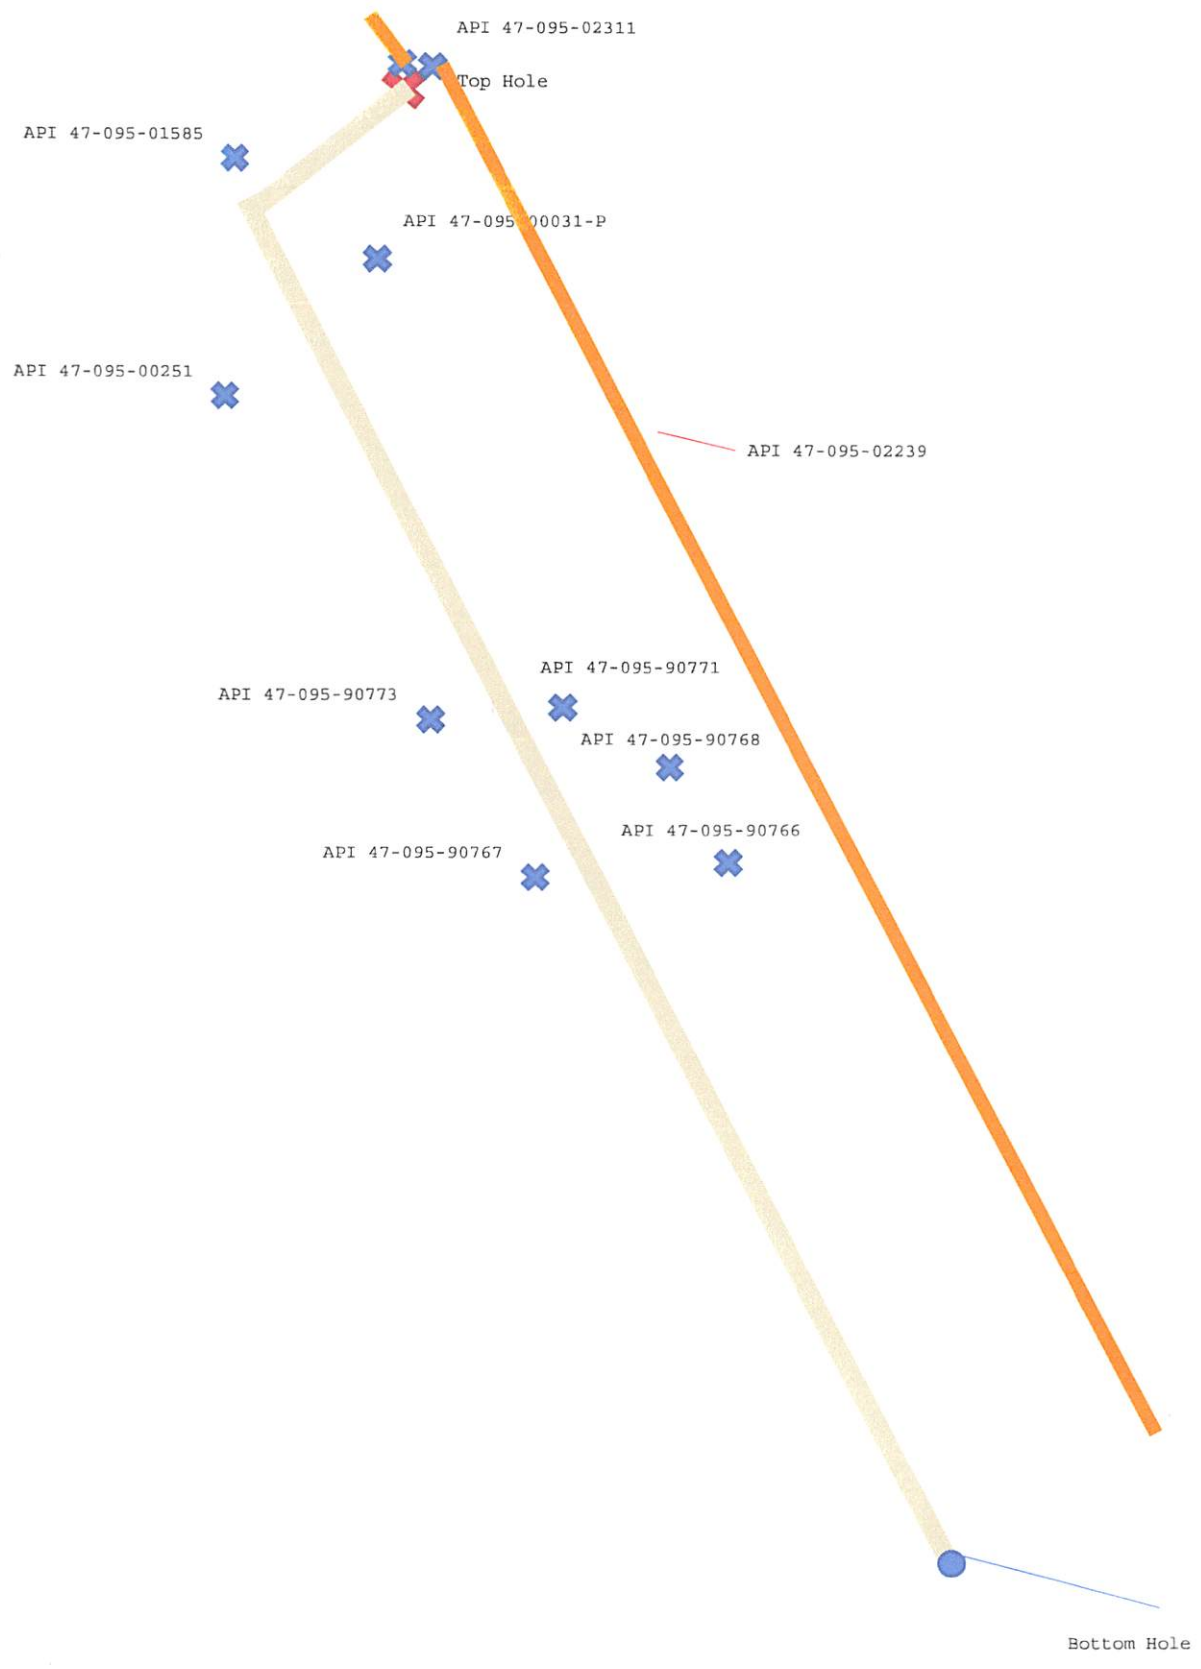 API 47-095-02311
Top Hole
API 47-095-01585
API 47-095-00031-P
API 47-095-00251
API 47-095-02239
API 47-095-90771
API 47-095-90773
API 47-095-90768
API 47-095-90766
API 47-095-90767
Bottom Hole